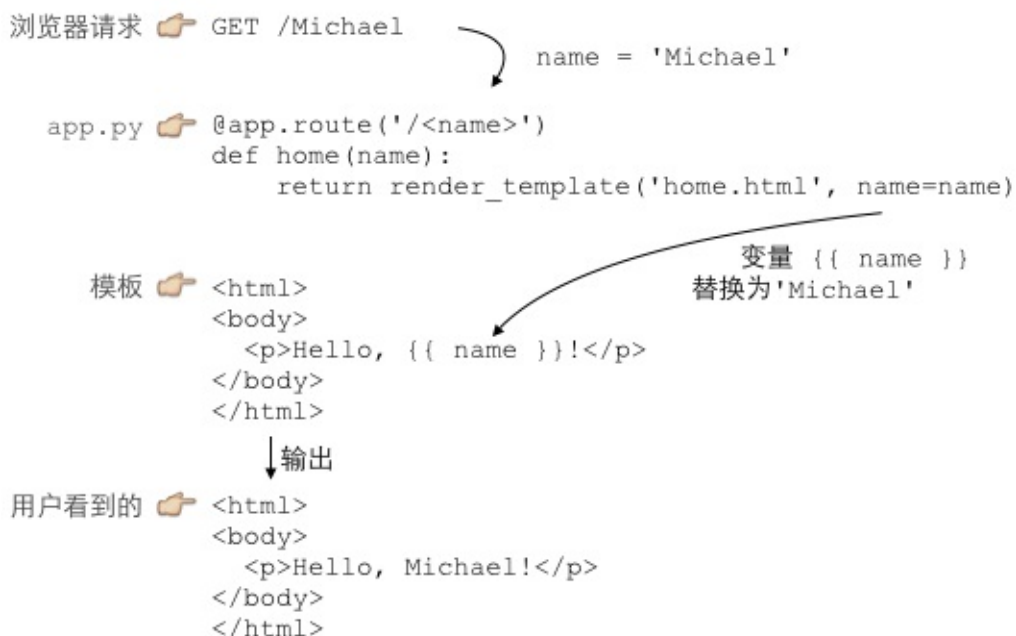 浏览器请求 👉 GET /Michael
name = 'Michael'
app.py 👉 @app.route('/<name>')
def home(name):
    return render_template('home.html', name=name)
变量 {{ name }}
替换为'Michael'
模板 👉 <html>
<body>
  <p>Hello, {{ name }}!</p>
</body>
</html>
输出
用户看到的 👉 <html>
<body>
  <p>Hello, Michael!</p>
</body>
</html>